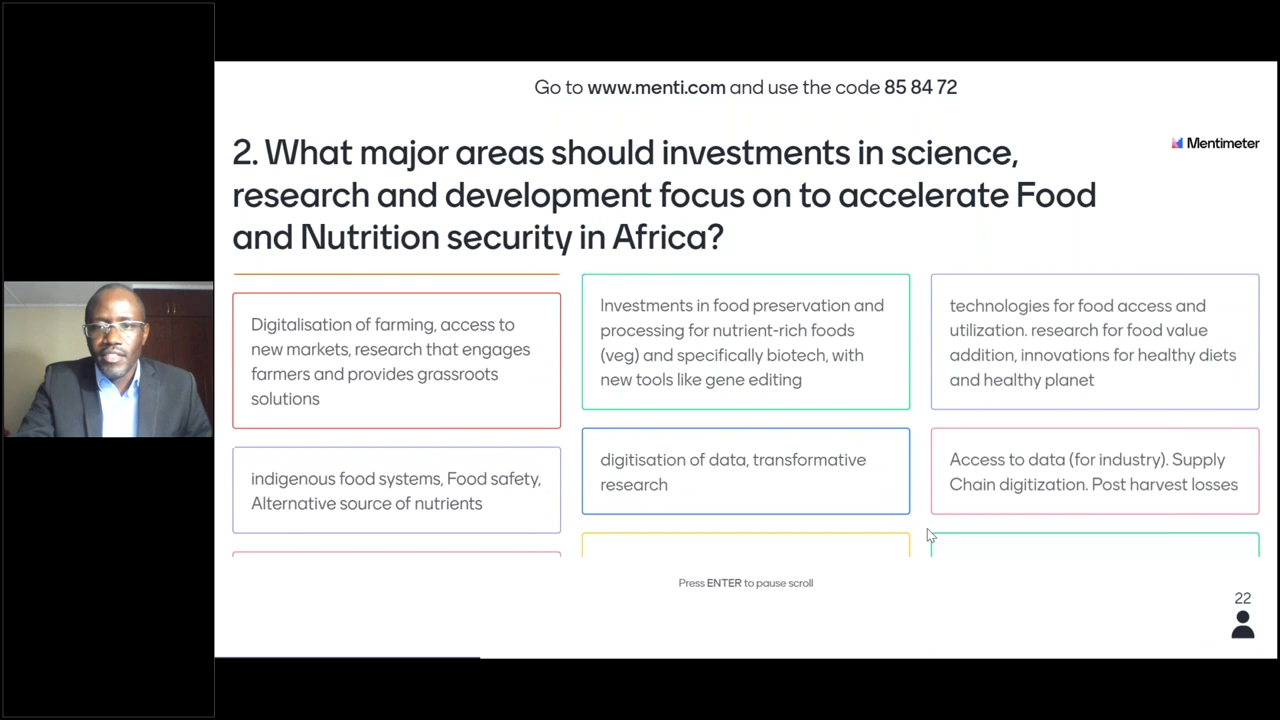 Go to www.menti.com and use the code 85 84 72
Mentimeter
2. What major areas should investments in science,
research and development focus on to accelerate Food
and Nutrition security in Africa?
Digitalisation of farming, access to
new markets, research that engages
farmers and provides grassroots
solutions
indigenous food systems, Food safety,
Alternative source of nutrients
Investments in food preservation and
processing for nutrient-rich foods
(veg) and specifically biotech, with
new tools like gene editing
digitisation of data, transformative
research
technologies for food access and
utilization. research for food value
addition, innovations for healthy diets
and healthy planet
Access to data (for industry). Supply
Chain digitization. Post harvest losses
Press ENTER to pause scroll
22